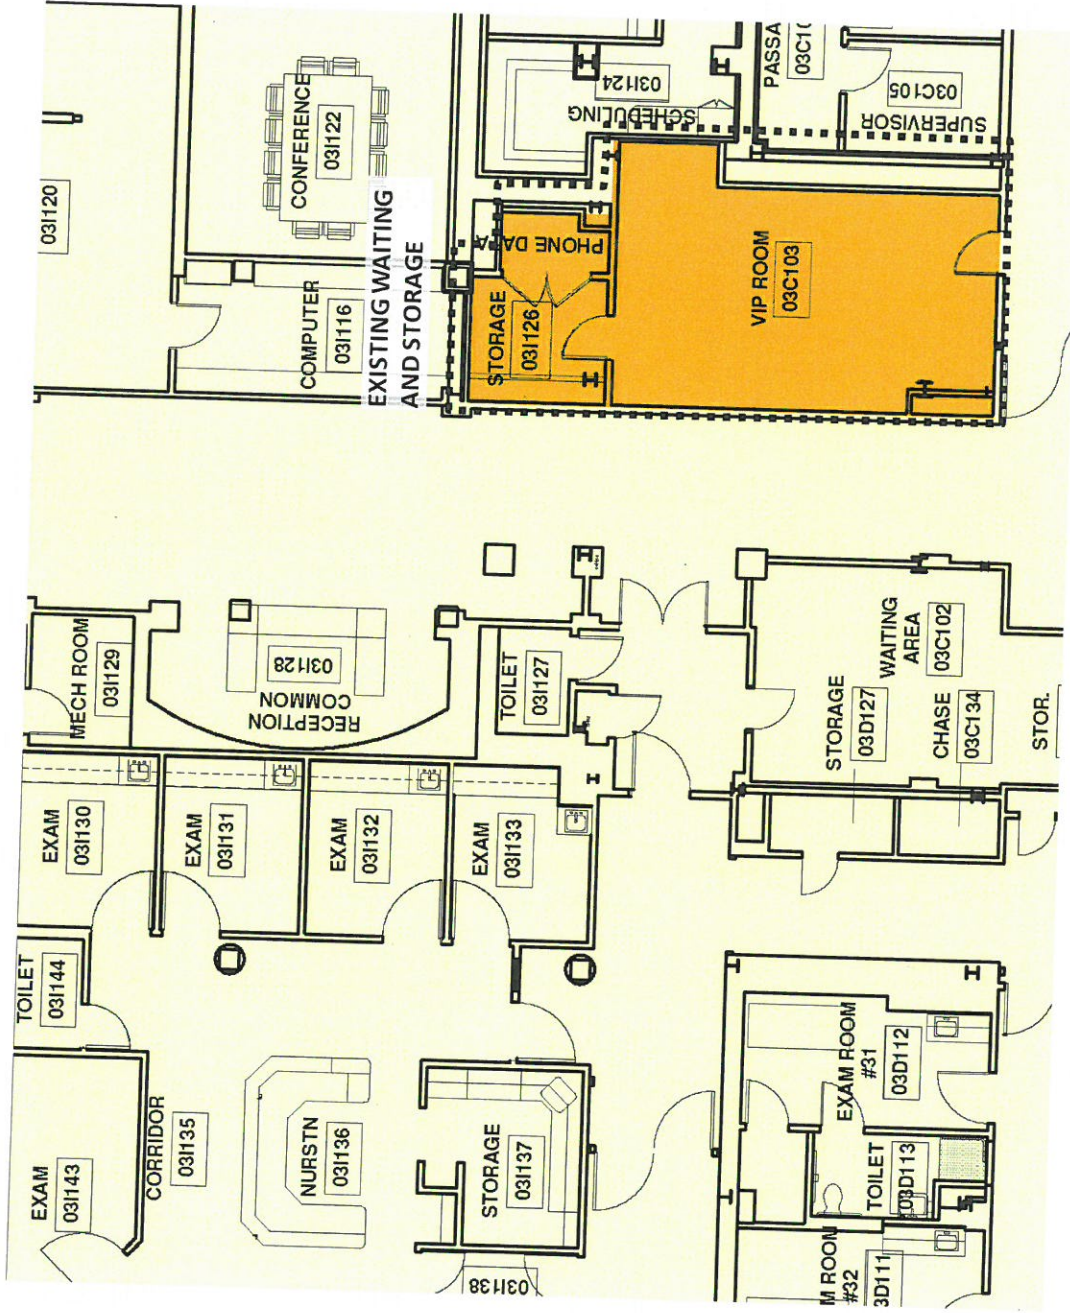 03I120
CONFERENCE
03I122
SCHEDULING
03I124
PASSA
03C10
SUPERVISOR
03C105
COMPUTER
03I116
EXISTING WAITING
AND STORAGE
STORAGE
03I126
PHONE DA A
VIP ROOM
03C103
MECH ROOM
03I129
RECEPTION
COMMON
03I128
TOILET
03I127
WAITING
AREA
03C102
STORAGE
03D127
CHASE
03C134
STOR.
EXAM
03I130
EXAM
03I131
EXAM
03I132
EXAM
03I133
TOILET
03I144
EXAM
03I143
CORRIDOR
03I135
NURSTN
03I136
STORAGE
03I137
03I138
EXAM ROOM
#31
03D112
TOILET
03D113
M ROOM
#32
3D111